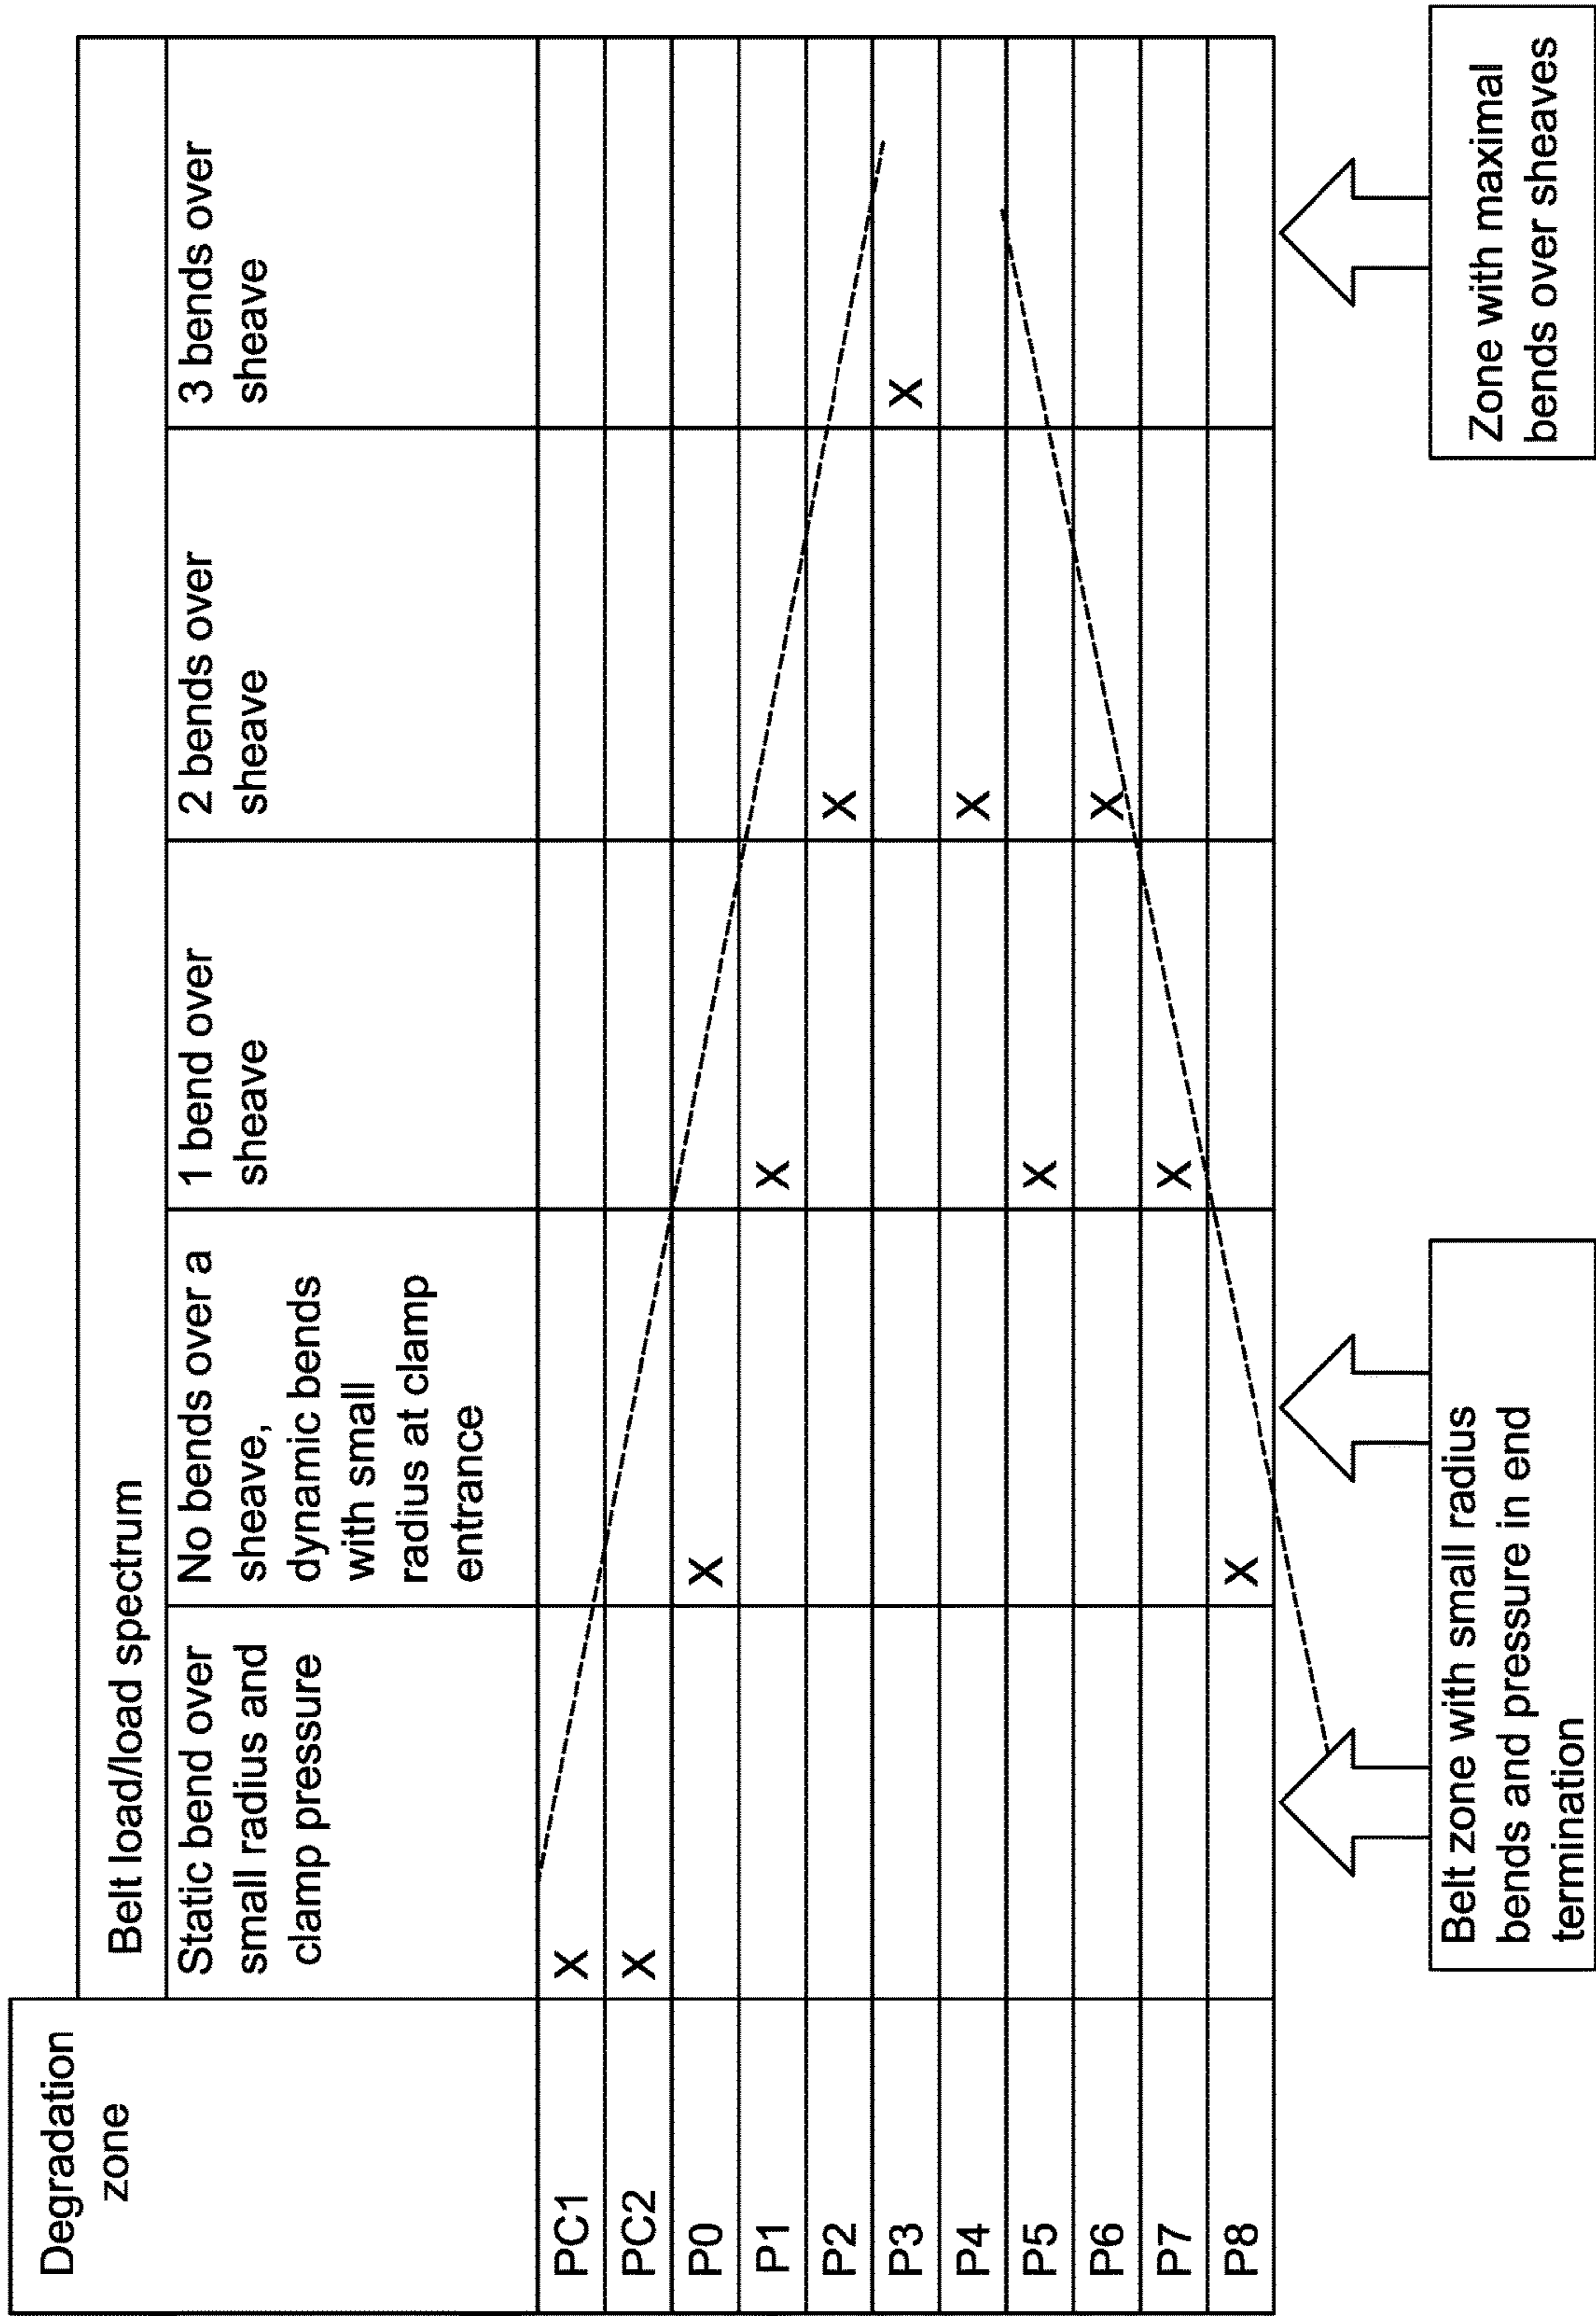 Degradation
zone
Belt load/load spectrum
Static bend over
small radius and
clamp pressure
No bends over a
sheave,
dynamic bends
with small
radius at clamp
entrance
1 bend over
sheave
2 bends over
sheave
3 bends over
sheave
PC1 X
PC2 X
P0 X
P1 X
P2 X
P3 X
P4 X
P5 X
P6 X
P7 X
P8 X
Belt zone with small radius
bends and pressure in end
termination
Zone with maximal
bends over sheaves